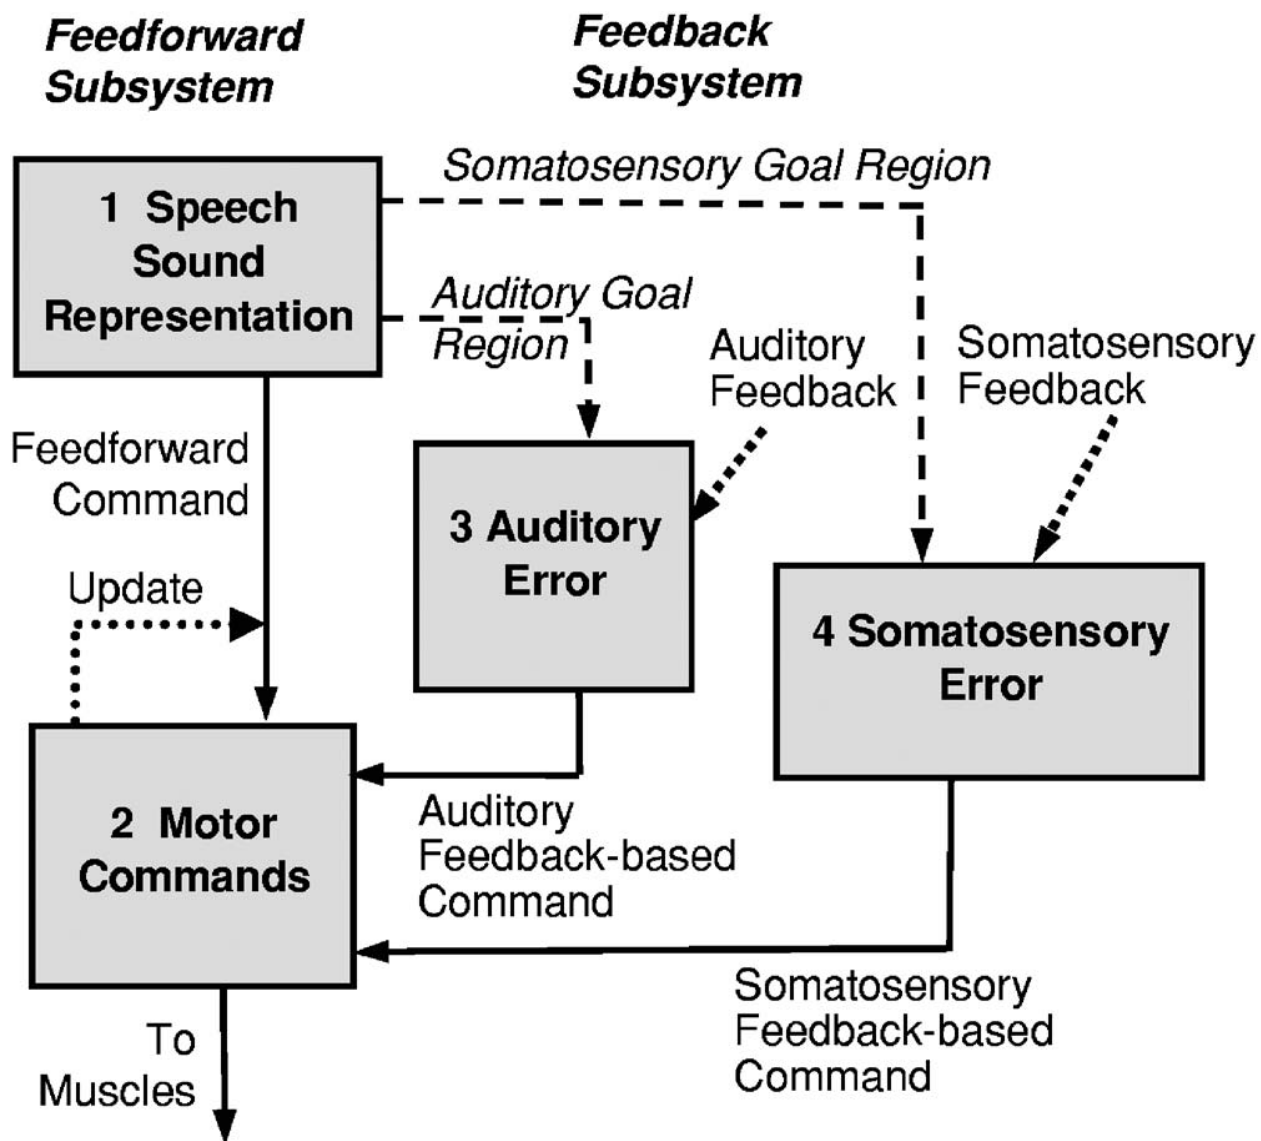 Feedforward
Subsystem
Feedback
Subsystem
1 Speech
Sound
Representation
Somatosensory Goal Region
Auditory Goal
Region
Auditory
Feedback
Somatosensory
Feedback
Feedforward
Command
Update
3 Auditory
Error
4 Somatosensory
Error
2 Motor
Commands
Auditory
Feedback-based
Command
Somatosensory
Feedback-based
Command
To
Muscles